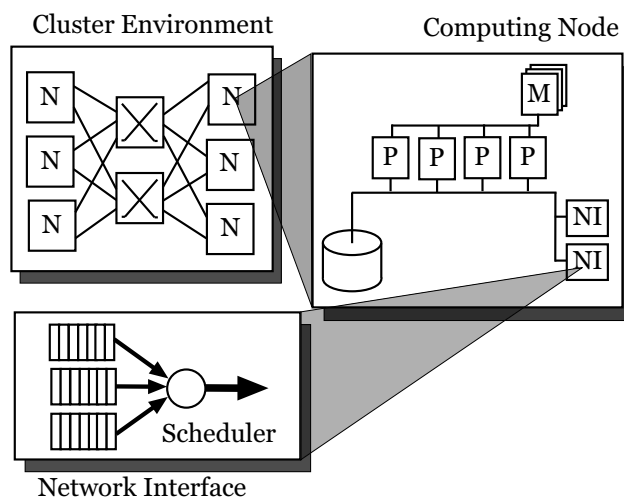 Cluster Environment
Computing Node
N
N
N
N
N
N
M
P
P
P
P
NI
NI
Scheduler
Network Interface